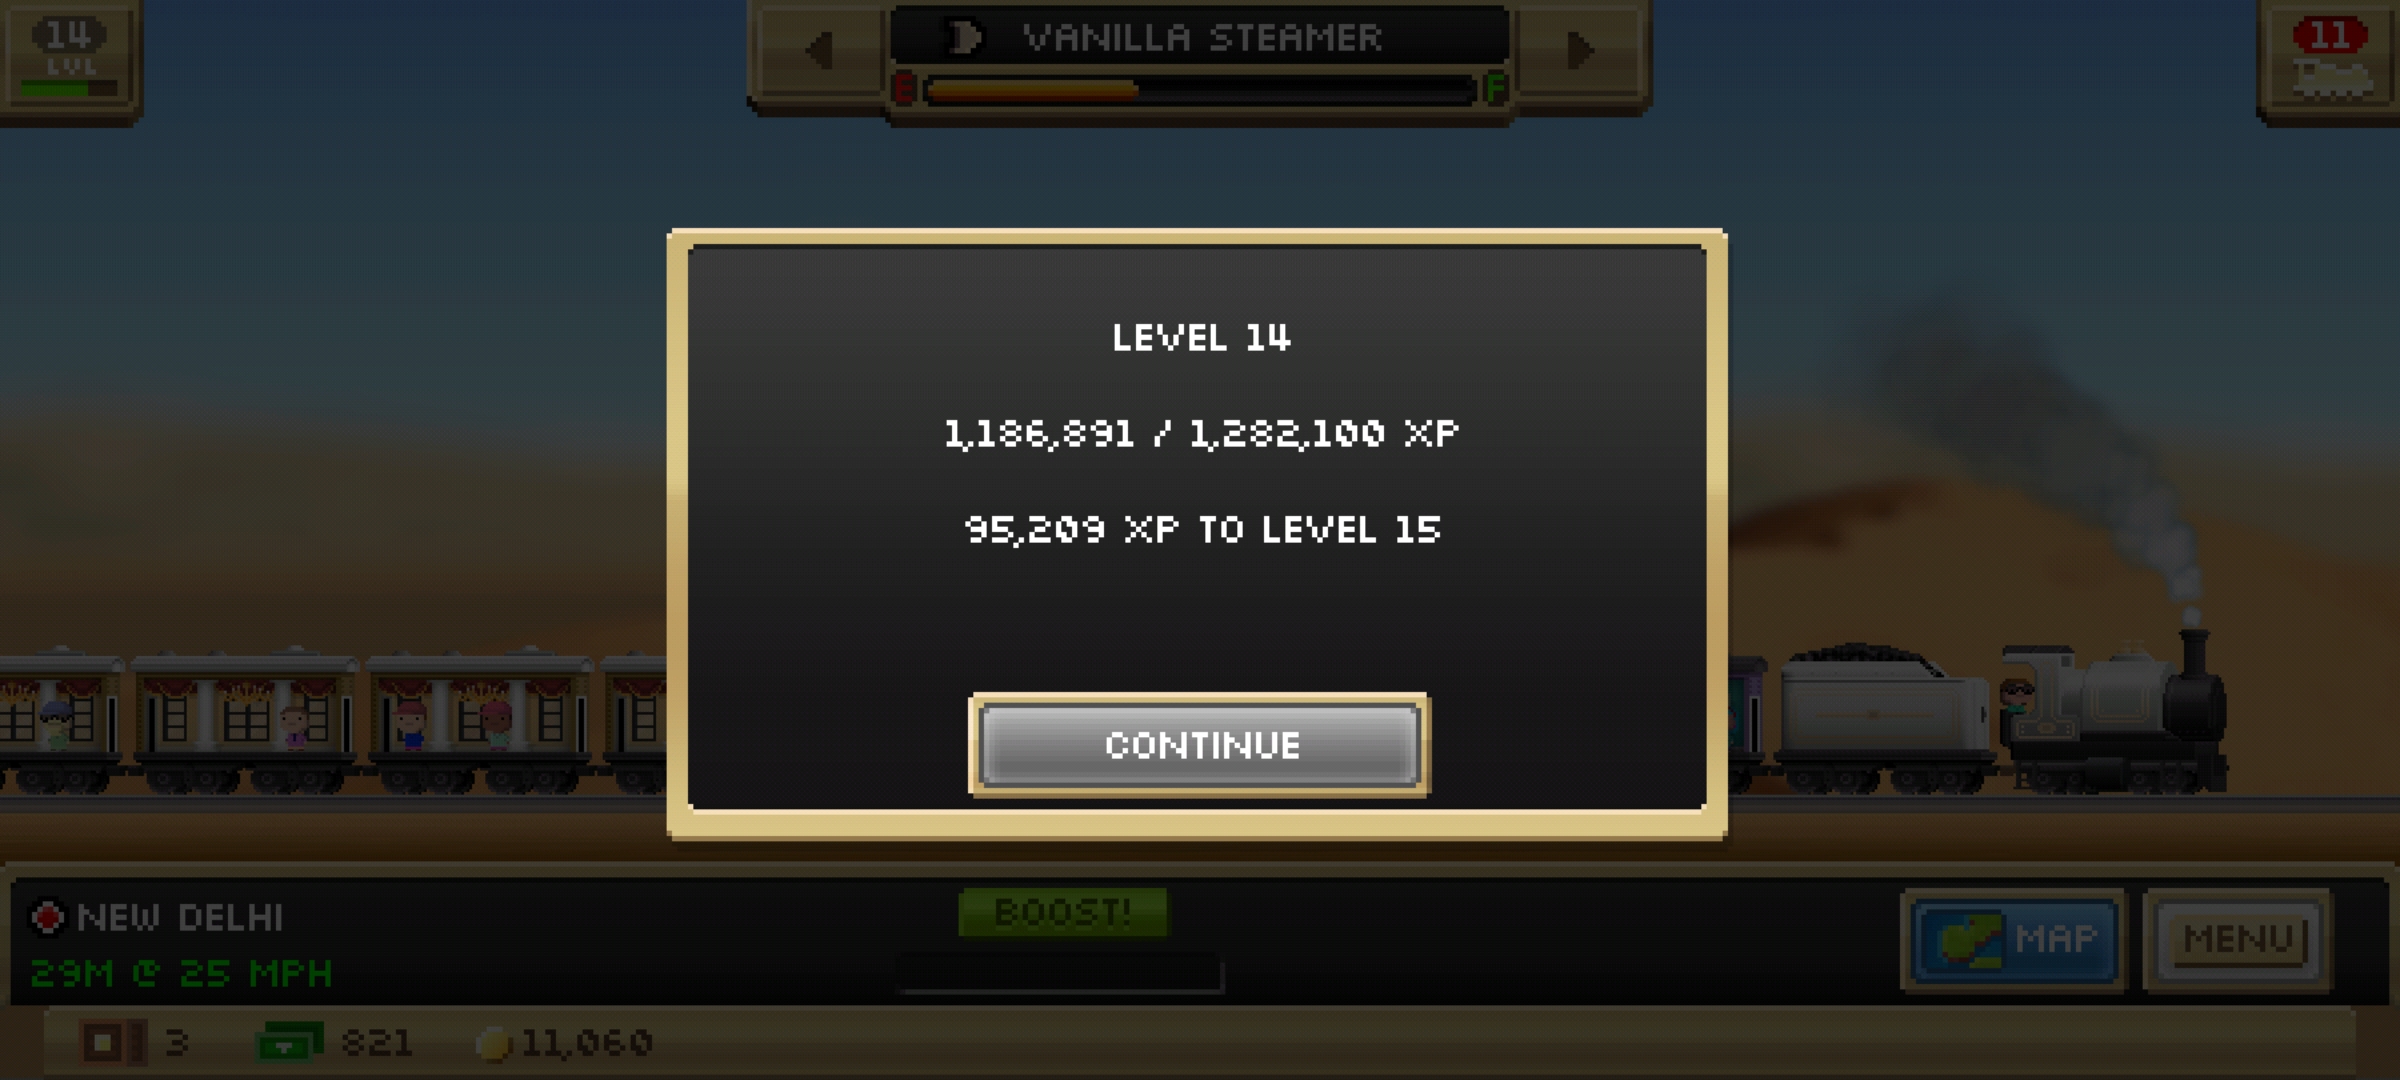 14
LVL
VANILLA STEAMER
E F
11
LEVEL 14
1,186,891 / 1,282,100 XP
95,209 XP TO LEVEL 15
CONTINUE
NEW DELHI
29M @ 25 MPH
BOOST!
MAP
MENU
3 821 11,060